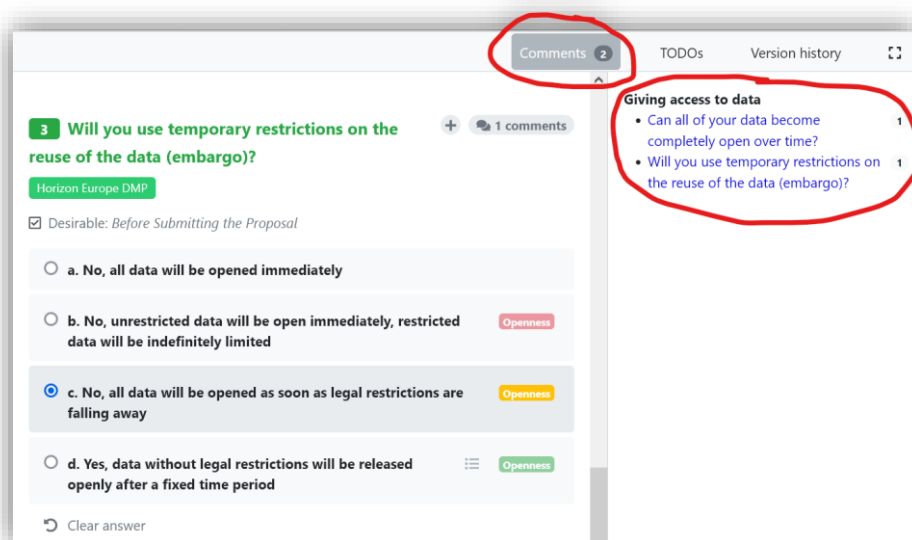 Comments 2 TODOs Version history
3 Will you use temporary restrictions on the
reuse of the data (embargo)?
1 comments
Horizon Europe DMP
Desirable: Before Submitting the Proposal
a. No, all data will be opened immediately
b. No, unrestricted data will be open immediately, restricted
data will be indefinitely limited
Openness
c. No, all data will be opened as soon as legal restrictions are
falling away
Openness
d. Yes, data without legal restrictions will be released
openly after a fixed time period
Openness
Clear answer
Giving access to data
Can all of your data become
completely open over time?
1
Will you use temporary restrictions on
the reuse of the data (embargo)?
1